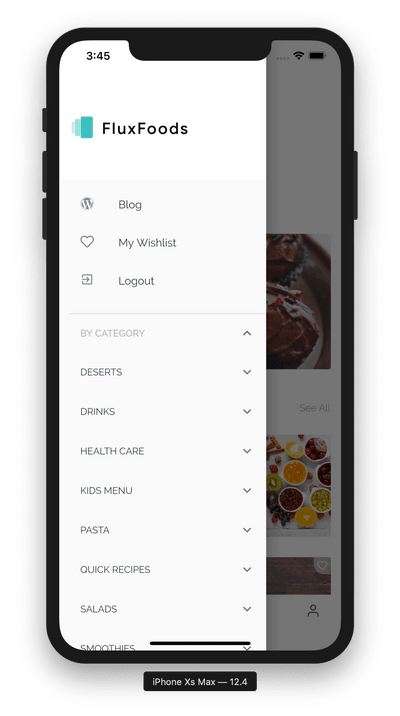 3:45
FluxFoods
Blog
My Wishlist
Logout
BY CATEGORY
DESERTS
DRINKS
See All
HEALTH CARE
KIDS MENU
PASTA
QUICK RECIPES
SALADS
SMOOTHIES
iPhone Xs Max — 12.4